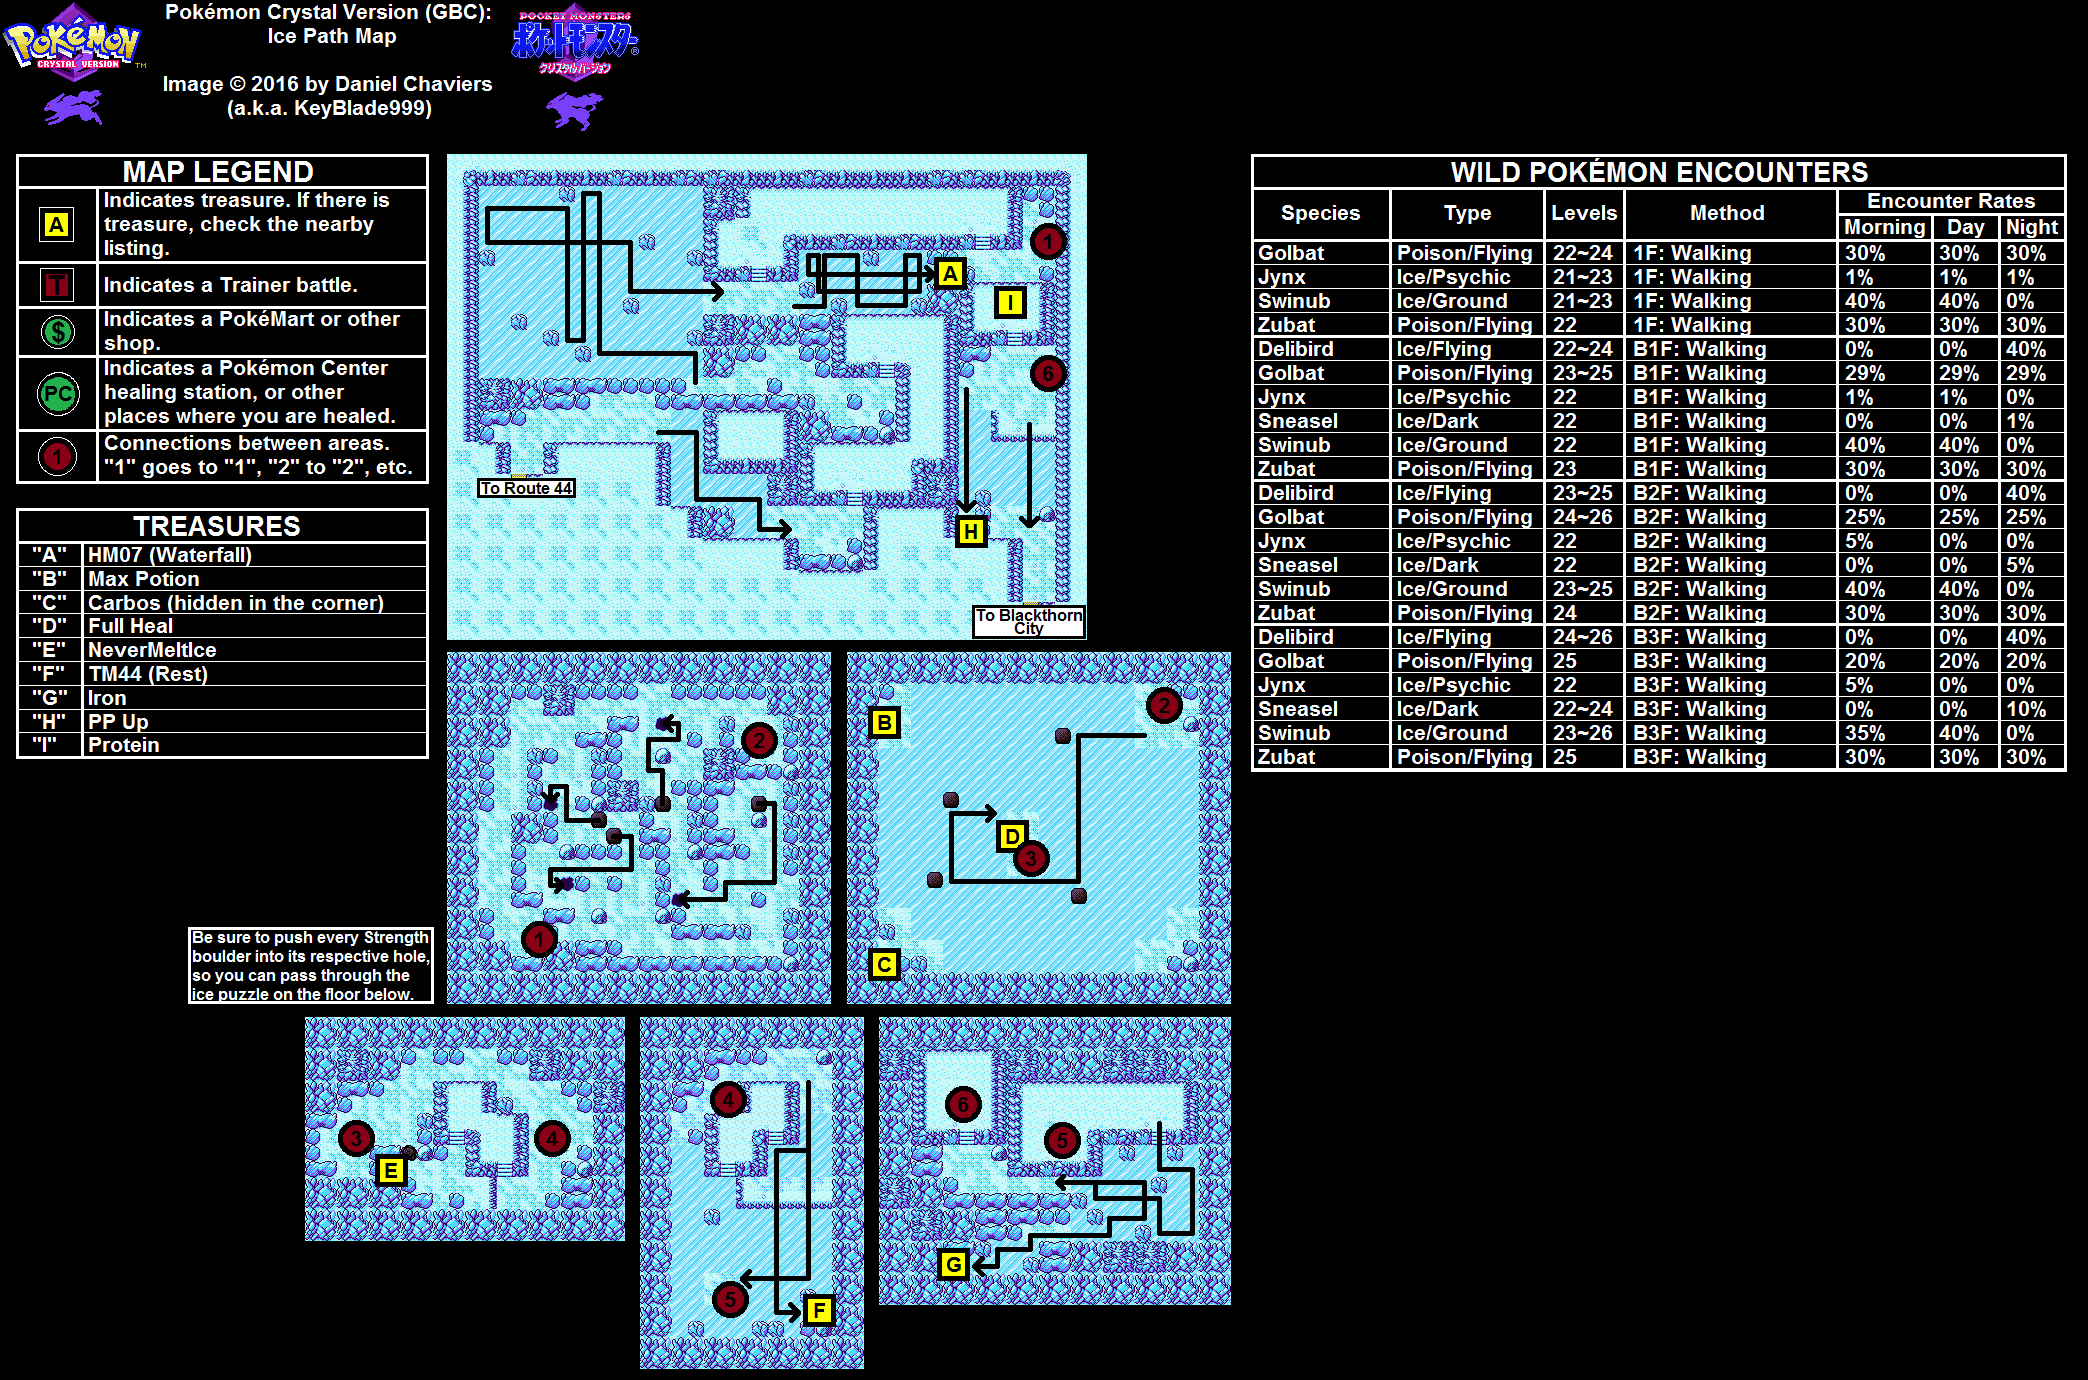 POKéMON
CRYSTAL VERSION
TM
Pokémon Crystal Version (GBC):
Ice Path Map
Image © 2016 by Daniel Chaviers
(a.k.a. KeyBlade999)
POCKET MONSTERS
ポケットモンスター
®
クリスタルバージョン
MAP LEGEND
A Indicates treasure. If there is
treasure, check the nearby
listing.
T Indicates a Trainer battle.
$ Indicates a PokéMart or other
shop.
PC Indicates a Pokémon Center
healing station, or other
places where you are healed.
1 Connections between areas.
"1" goes to "1", "2" to "2", etc.
TREASURES
"A" HM07 (Waterfall)
"B" Max Potion
"C" Carbos (hidden in the corner)
"D" Full Heal
"E" NeverMeltIce
"F" TM44 (Rest)
"G" Iron
"H" PP Up
"I" Protein
1
A
I
6
To Route 44
H
To Blackthorn
City
2
1
B
2
D
3
C
Be sure to push every Strength
boulder into its respective hole,
so you can pass through the
ice puzzle on the floor below.
3
4
E
4
5
F
6
5
G
WILD POKÉMON ENCOUNTERS
Species Type Levels Method Encounter Rates
Morning Day Night
Golbat Poison/Flying 22~24 1F: Walking 30% 30% 30%
Jynx Ice/Psychic 21~23 1F: Walking 1% 1% 1%
Swinub Ice/Ground 21~23 1F: Walking 40% 40% 0%
Zubat Poison/Flying 22 1F: Walking 30% 30% 30%
Delibird Ice/Flying 22~24 B1F: Walking 0% 0% 40%
Golbat Poison/Flying 23~25 B1F: Walking 29% 29% 29%
Jynx Ice/Psychic 22 B1F: Walking 1% 1% 0%
Sneasel Ice/Dark 22 B1F: Walking 0% 0% 1%
Swinub Ice/Ground 22 B1F: Walking 40% 40% 0%
Zubat Poison/Flying 23 B1F: Walking 30% 30% 30%
Delibird Ice/Flying 23~25 B2F: Walking 0% 0% 40%
Golbat Poison/Flying 24~26 B2F: Walking 25% 25% 25%
Jynx Ice/Psychic 22 B2F: Walking 5% 0% 0%
Sneasel Ice/Dark 22 B2F: Walking 0% 0% 5%
Swinub Ice/Ground 23~25 B2F: Walking 40% 40% 0%
Zubat Poison/Flying 24 B2F: Walking 30% 30% 30%
Delibird Ice/Flying 24~26 B3F: Walking 0% 0% 40%
Golbat Poison/Flying 25 B3F: Walking 20% 20% 20%
Jynx Ice/Psychic 22 B3F: Walking 5% 0% 0%
Sneasel Ice/Dark 22~24 B3F: Walking 0% 0% 10%
Swinub Ice/Ground 23~26 B3F: Walking 35% 40% 0%
Zubat Poison/Flying 25 B3F: Walking 30% 30% 30%